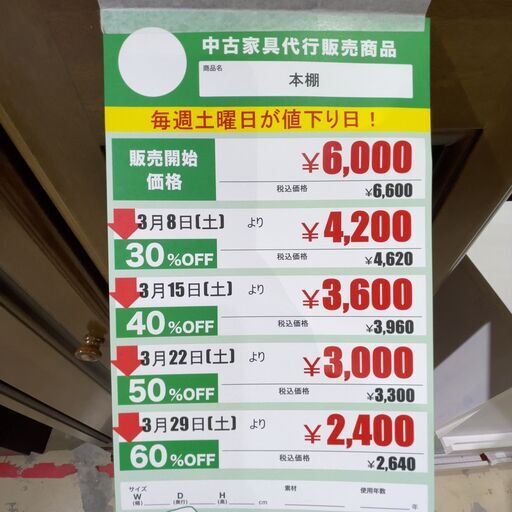 中古家具代行販売商品
商品名
本棚
毎週土曜日が値下り日！
販売開始価格
¥6,000
税込価格 ¥6,600
3月8日(土) より
30%OFF
¥4,200
税込価格 ¥4,620
3月15日(土) より
40%OFF
¥3,600
税込価格 ¥3,960
3月22日(土) より
50%OFF
¥3,000
税込価格 ¥3,300
3月29日(土) より
60%OFF
¥2,400
税込価格 ¥2,640
サイズ 素材 使用年数
W(幅) D(奥行) H(高) cm 年